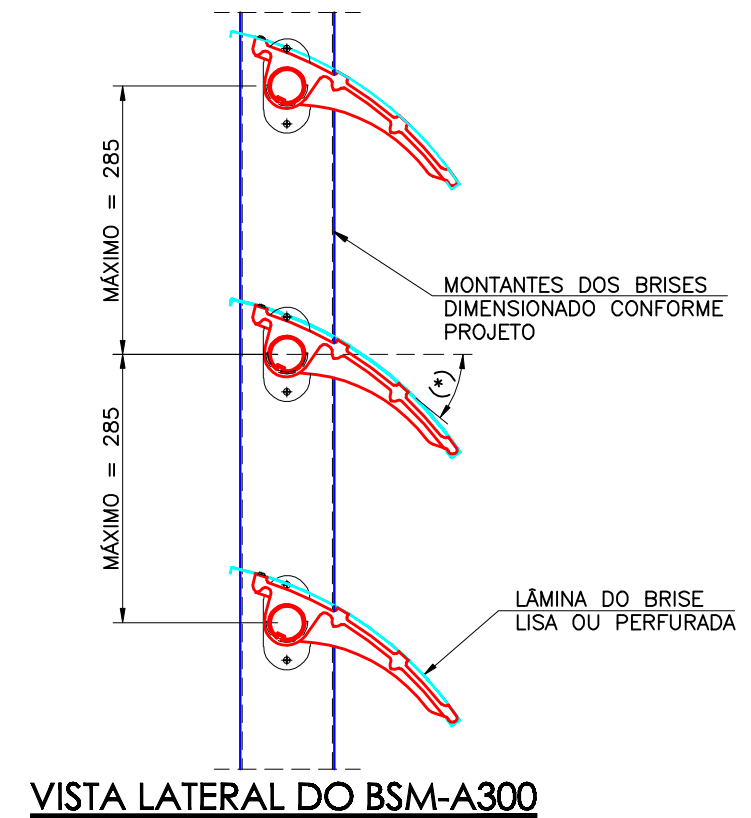 MÁXIMO = 285
MONTANTES DOS BRISES
DIMENSIONADO CONFORME
PROJETO
(*)
MÁXIMO = 285
LÂMINA DO BRISE
LISA OU PERFURADA
VISTA LATERAL DO BSM-A300